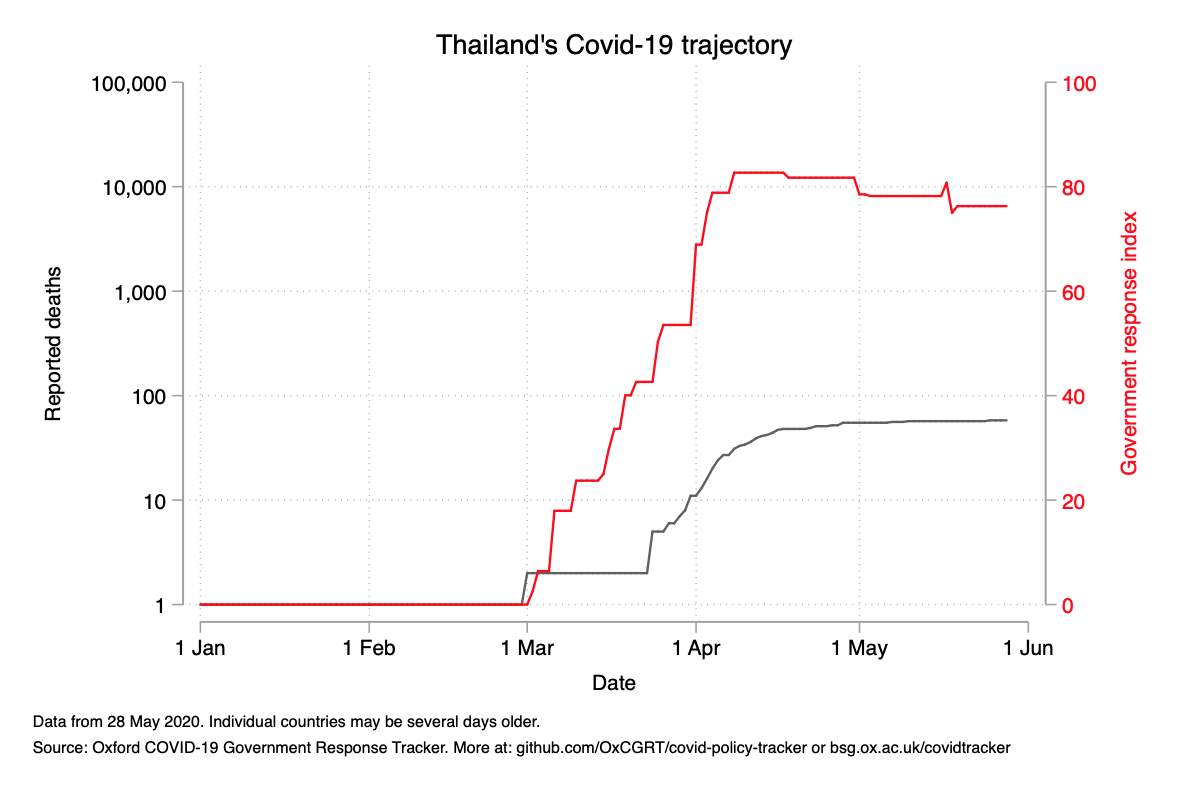 Thailand's Covid-19 trajectory
100,000
10,000
1,000
100
10
1
Reported deaths
100
80
60
40
20
0
Government response index
1 Jan 1 Feb 1 Mar 1 Apr 1 May 1 Jun
Date
Data from 28 May 2020. Individual countries may be several days older.
Source: Oxford COVID-19 Government Response Tracker. More at: github.com/OxCGRT/covid-policy-tracker or bsg.ox.ac.uk/covidtracker